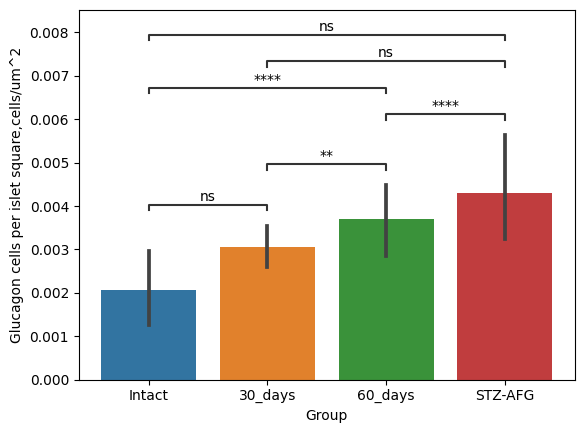 ns
ns
****
****
**
ns
0.008
0.007
0.006
0.005
0.004
0.003
0.002
0.001
0.000
Glucagon cells per islet square,cells/um^2
Intact 30_days 60_days STZ-AFG
Group